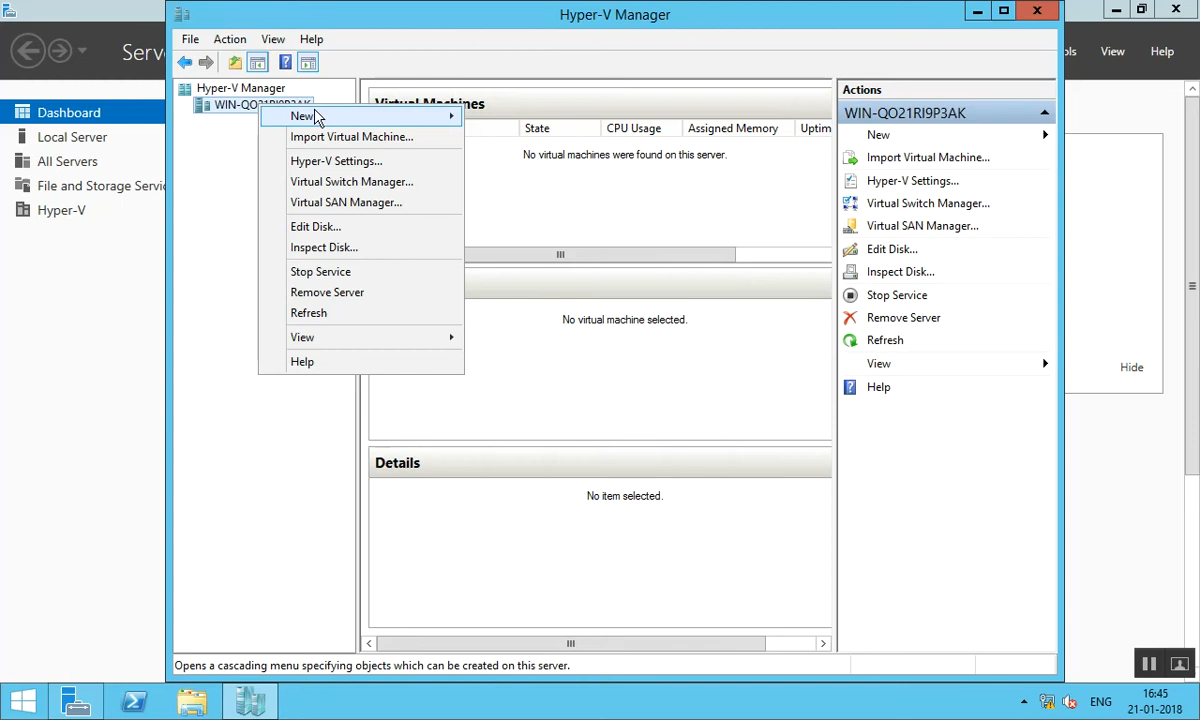 Hyper-V Manager
File Action View Help
View Help
Dashboard
Local Server
All Servers
File and Storage Servic
Hyper-V
Hyper-V Manager
New
Import Virtual Machine...
Hyper-V Settings...
Virtual Switch Manager...
Virtual SAN Manager...
Edit Disk...
Inspect Disk...
Stop Service
Remove Server
Refresh
View
Help
State CPU Usage Assigned Memory Uptim
No virtual machines were found on this server.
No virtual machine selected.
Details
No item selected.
Actions
WIN-QO21RI9P3AK
New
Import Virtual Machine...
Hyper-V Settings...
Virtual Switch Manager...
Virtual SAN Manager...
Edit Disk...
Inspect Disk...
Stop Service
Remove Server
Refresh
View
Help
Hide
Opens a cascading menu specifying objects which can be created on this server.
ENG
16:45
21-01-2018